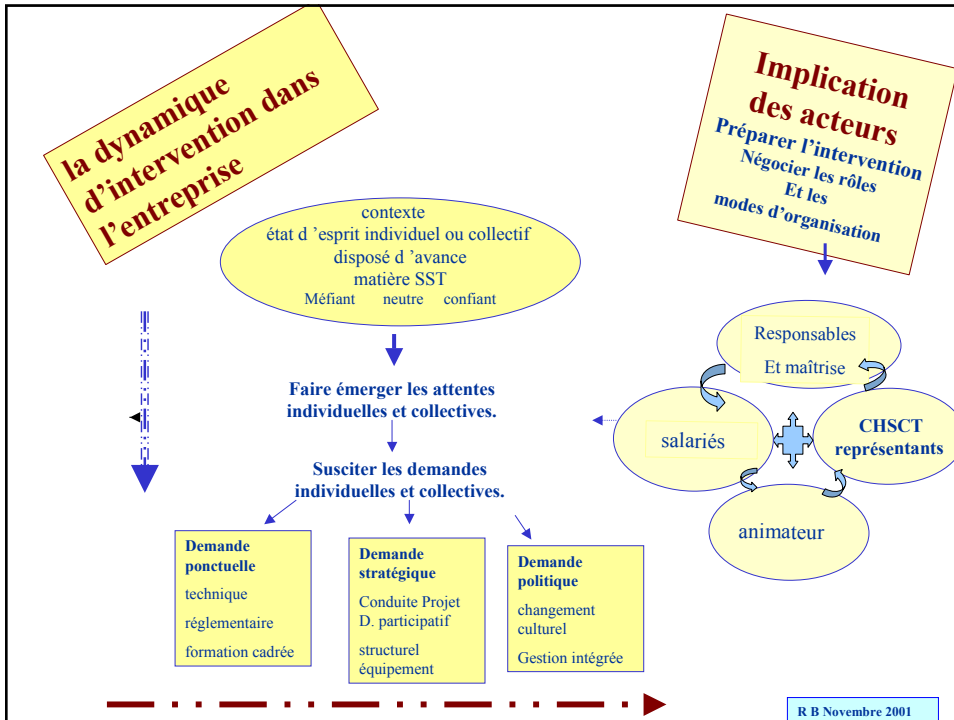 la dynamique
d’intervention dans
l’entreprise
Implication
des acteurs
Préparer l’intervention
Négocier les rôles
Et les
modes d’organisation
contexte
état d ’esprit individuel ou collectif
disposé d ’avance
matière SST
Méfiant neutre confiant
Faire émerger les attentes
individuelles et collectives.
Susciter les demandes
individuelles et collectives.
Demande
ponctuelle
technique
réglementaire
formation cadrée
Demande
stratégique
Conduite Projet
D. participatif
structurel
équipement
Demande
politique
changement
culturel
Gestion intégrée
Responsables
Et maîtrise
salariés
CHSCT
représentants
animateur
R B Novembre 2001